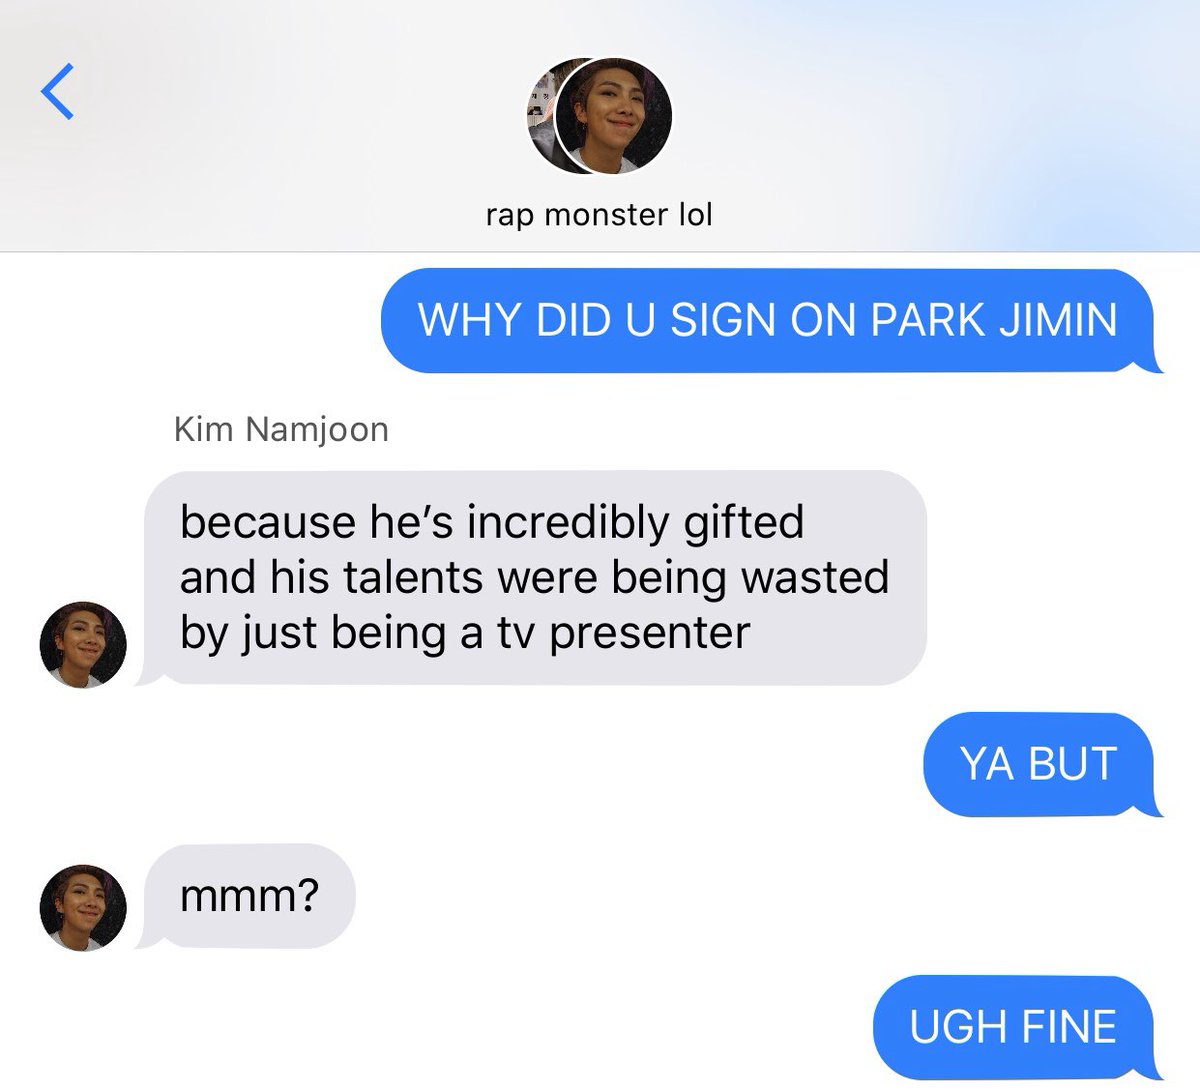 rap monster lol
WHY DID U SIGN ON PARK JIMIN
Kim Namjoon
because he’s incredibly gifted
and his talents were being wasted
by just being a tv presenter
YA BUT
mmm?
UGH FINE